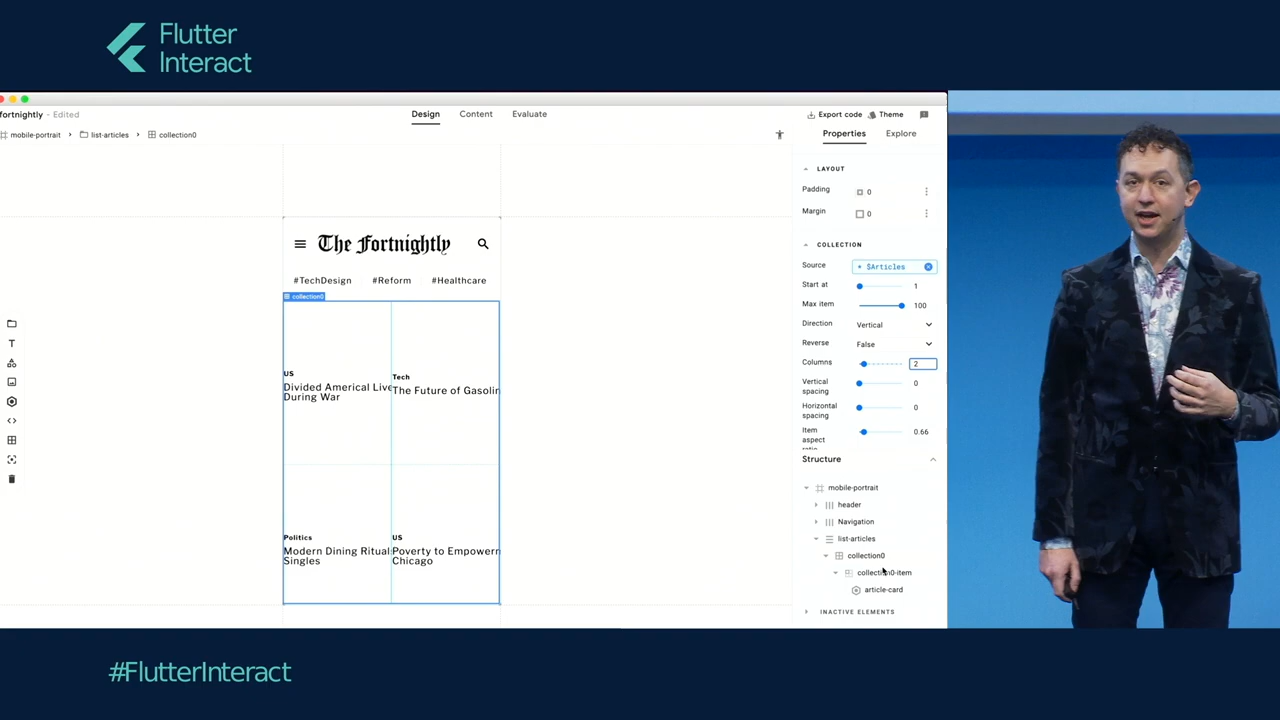 Flutter
Interact
fortnightly - Edited
Design
Content
Evaluate
Export code
Theme
mobile-portrait
list-articles
collection0
Properties
Explore
LAYOUT
Padding
0
Margin
0
COLLECTION
Source
+ $Articles
Start at
1
Max item
100
Direction
Vertical
Reverse
False
Columns
2
Vertical
spacing
0
Horizontal
spacing
0
Item
aspect
0.66
Structure
mobile-portrait
header
Navigation
list-articles
collection0
collection0-item
article-card
INACTIVE ELEMENTS
The Fortnightly
#TechDesign
#Reform
#Healthcare
collection0
US
Divided Americal Live
During War
Tech
The Future of Gasolin
Politics
Modern Dining Ritual
Singles
US
Poverty to Empowern
Chicago
#FlutterInteract